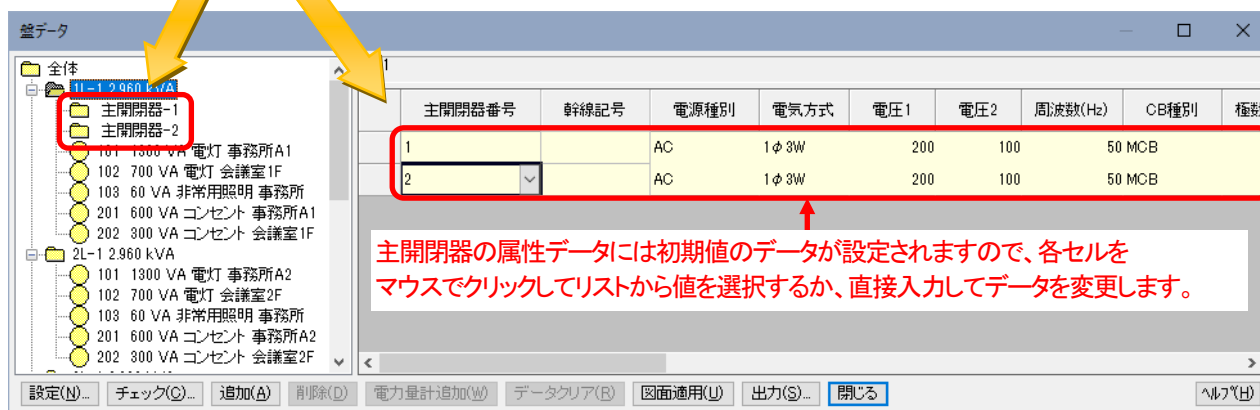 盤データ
全体
1L-1 2.960 kVA
主開閉器-1
主開閉器-2
101 1300 VA 電灯 事務所A1
102 700 VA 電灯 会議室1F
103 60 VA 非常用照明 事務所
201 600 VA コンセント 事務所A1
202 300 VA コンセント 会議室1F
2L-1 2.960 kVA
101 1300 VA 電灯 事務所A2
102 700 VA 電灯 会議室2F
103 60 VA 非常用照明 事務所
201 600 VA コンセント 事務所A2
202 300 VA コンセント 会議室2F
1
主開閉器番号 幹線記号 電源種別 電気方式 電圧1 電圧2 周波数(Hz) CB種別 極数
1 AC 1φ3W 200 100 50 MCB
2 AC 1φ3W 200 100 50 MCB
主開閉器の属性データには初期値のデータが設定されますので、各セルを
マウスでクリックしてリストから値を選択するか、直接入力してデータを変更します。
設定(N)... チェック(C)... 追加(A) 削除(D) 電力量計追加(W) データクリア(R) 図面適用(U) 出力(S)... 閉じる ヘルプ(H)